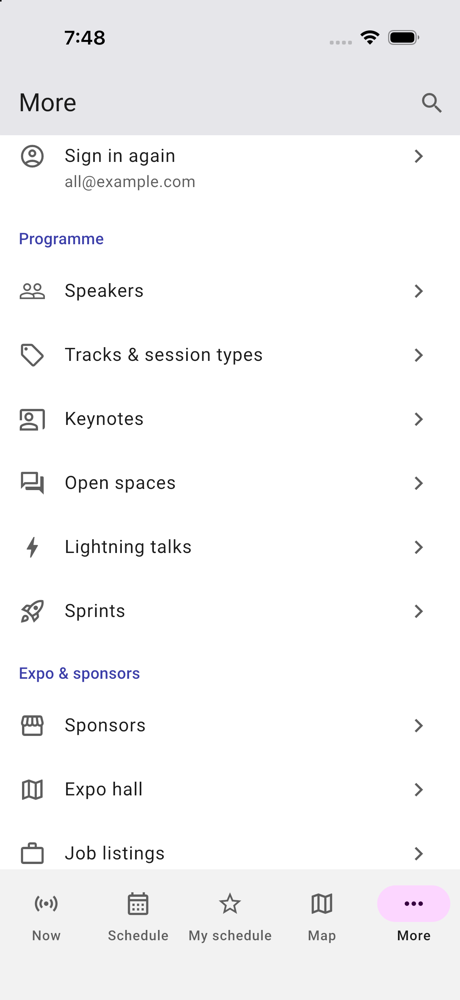 7:48
More
Sign in again
all@example.com
Programme
Speakers
Tracks & session types
Keynotes
Open spaces
Lightning talks
Sprints
Expo & sponsors
Sponsors
Expo hall
Job listings
Now
Schedule
My schedule
Map
More